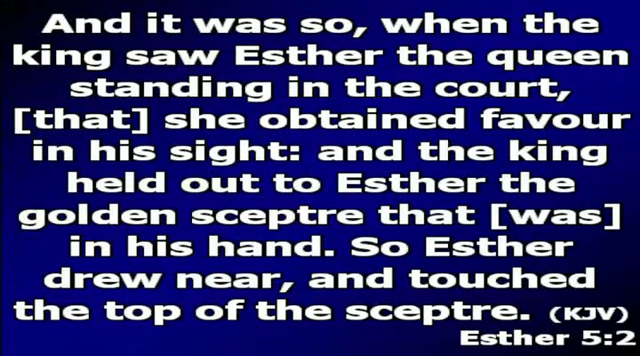 And it was so, when the
king saw Esther the queen
standing in the court,
[that] she obtained favour
in his sight: and the king
held out to Esther the
golden sceptre that [was]
in his hand. So Esther
drew near, and touched
the top of the sceptre. (KJV)
Esther 5:2